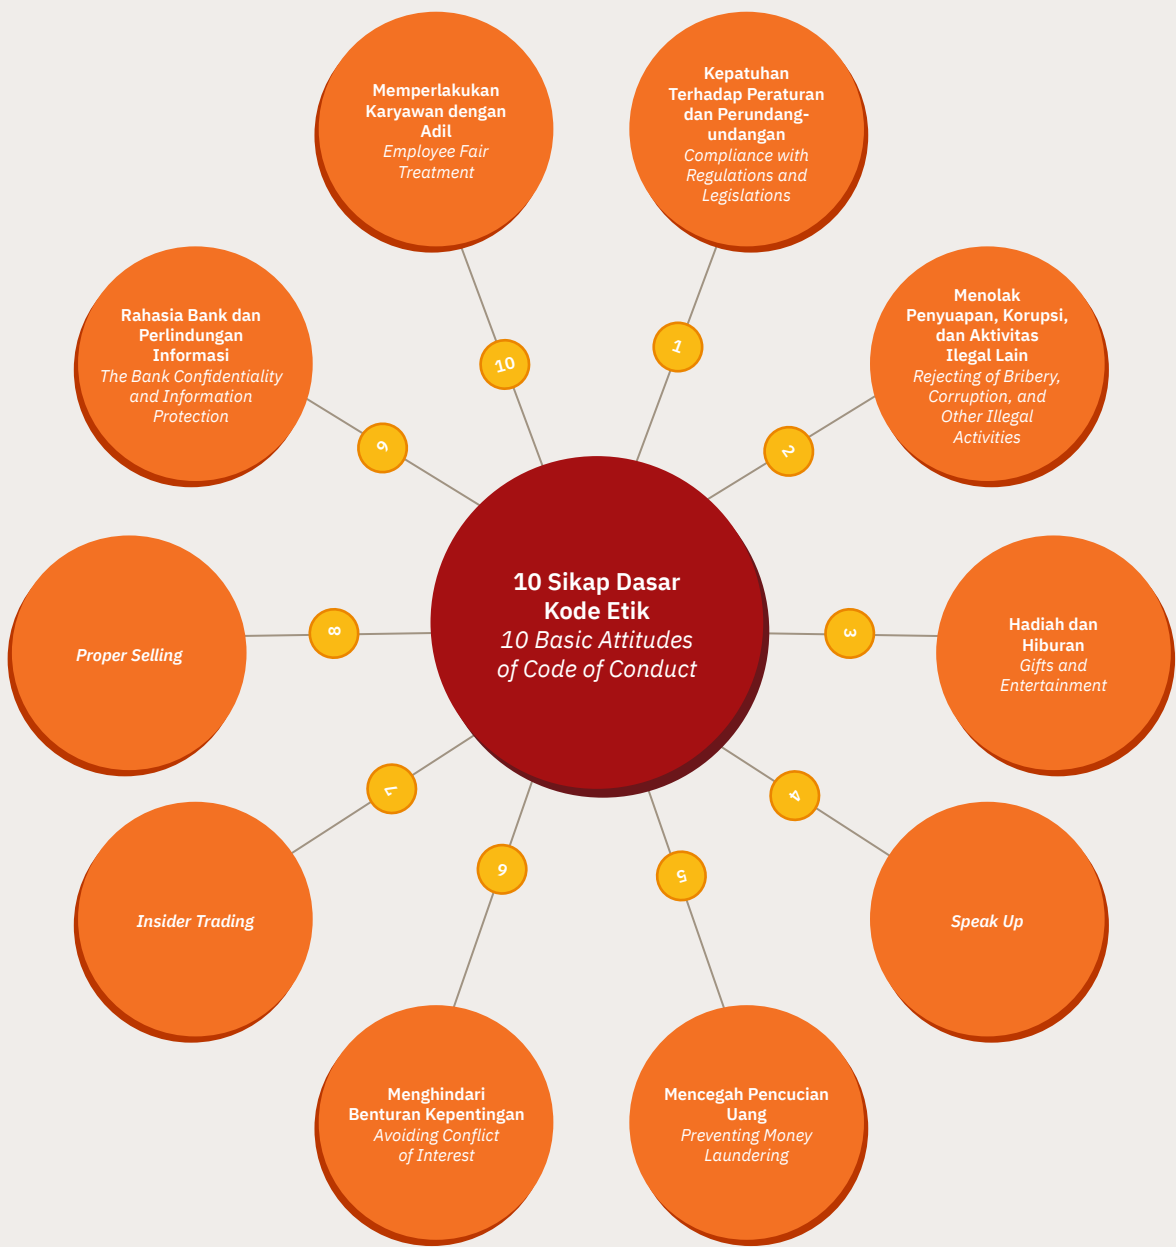 10 Sikap Dasar
Kode Etik
10 Basic Attitudes
of Code of Conduct
1
Kepatuhan
Terhadap Peraturan
dan Perundang-
undangan
Compliance with
Regulations and
Legislations
2
Menolak
Penyuapan, Korupsi,
dan Aktivitas
Ilegal Lain
Rejecting of Bribery,
Corruption, and
Other Illegal
Activities
3
Hadiah dan
Hiburan
Gifts and
Entertainment
4
Speak Up
5
Mencegah Pencucian
Uang
Preventing Money
Laundering
6
Menghindari
Benturan Kepentingan
Avoiding Conflict
of Interest
7
Insider Trading
8
Proper Selling
9
Rahasia Bank dan
Perlindungan
Informasi
The Bank Confidentiality
and Information
Protection
10
Memperlakukan
Karyawan dengan
Adil
Employee Fair
Treatment